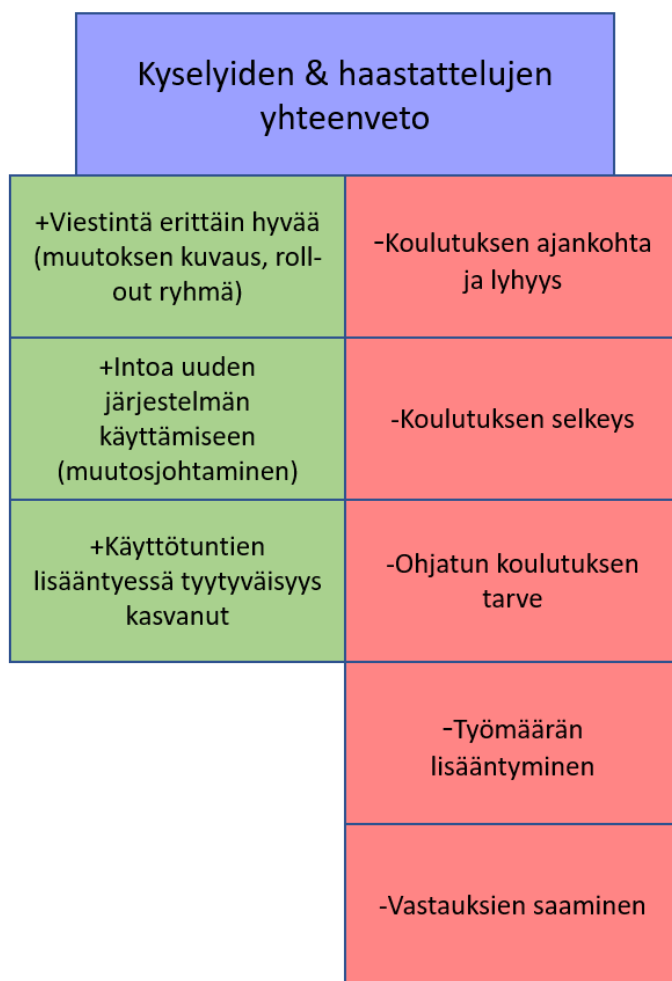 Kyselyiden & haastattelujen
yhteenveto
+Viestintä erittäin hyvää
(muutoksen kuvaus, roll-
out ryhmä)
-Koulutuksen ajankohta
ja lyhyys
+Intoa uuden
järjestelmän
käyttämiseen
(muutosjohtaminen)
-Koulutuksen selkeys
+Käyttötuntien
lisääntyessä tyytyväisyys
kasvanut
-Ohjatun koulutuksen
tarve
-Työmäärän
lisääntyminen
-Vastauksien saaminen